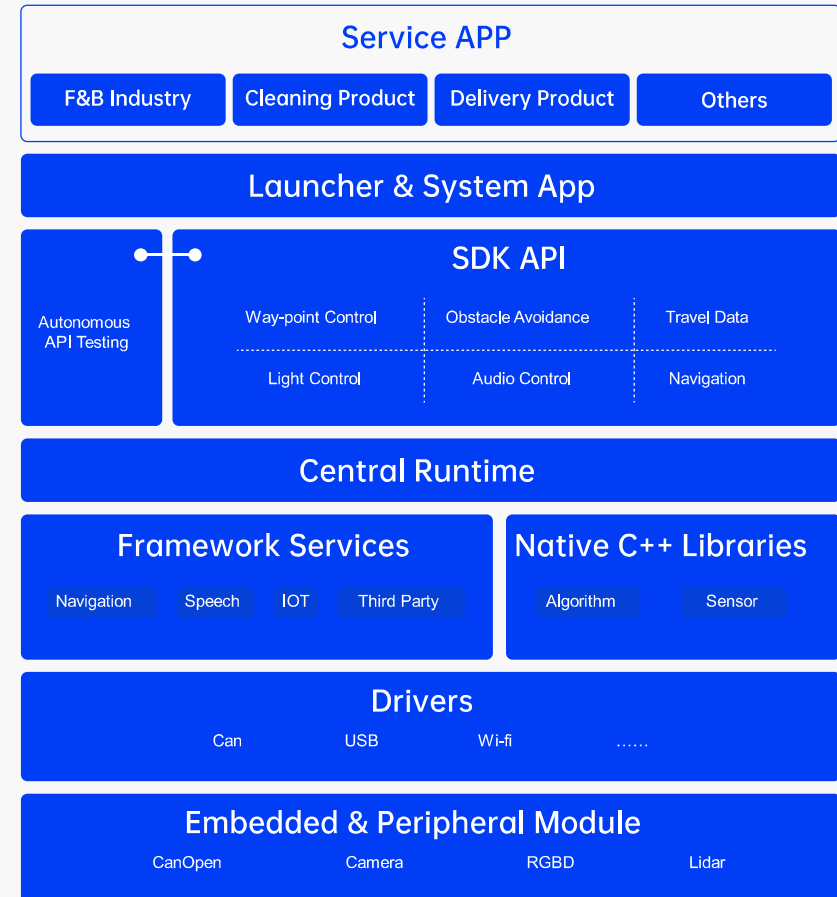 Service APP
F&B Industry
Cleaning Product
Delivery Product
Others
Launcher & System App
Autonomous
API Testing
SDK API
Way-point Control
Obstacle Avoidance
Travel Data
Light Control
Audio Control
Navigation
Central Runtime
Framework Services
Navigation
Speech
IOT
Third Party
Native C++ Libraries
Algorithm
Sensor
Drivers
Can
USB
Wi-fi
......
Embedded & Peripheral Module
CanOpen
Camera
RGBD
Lidar